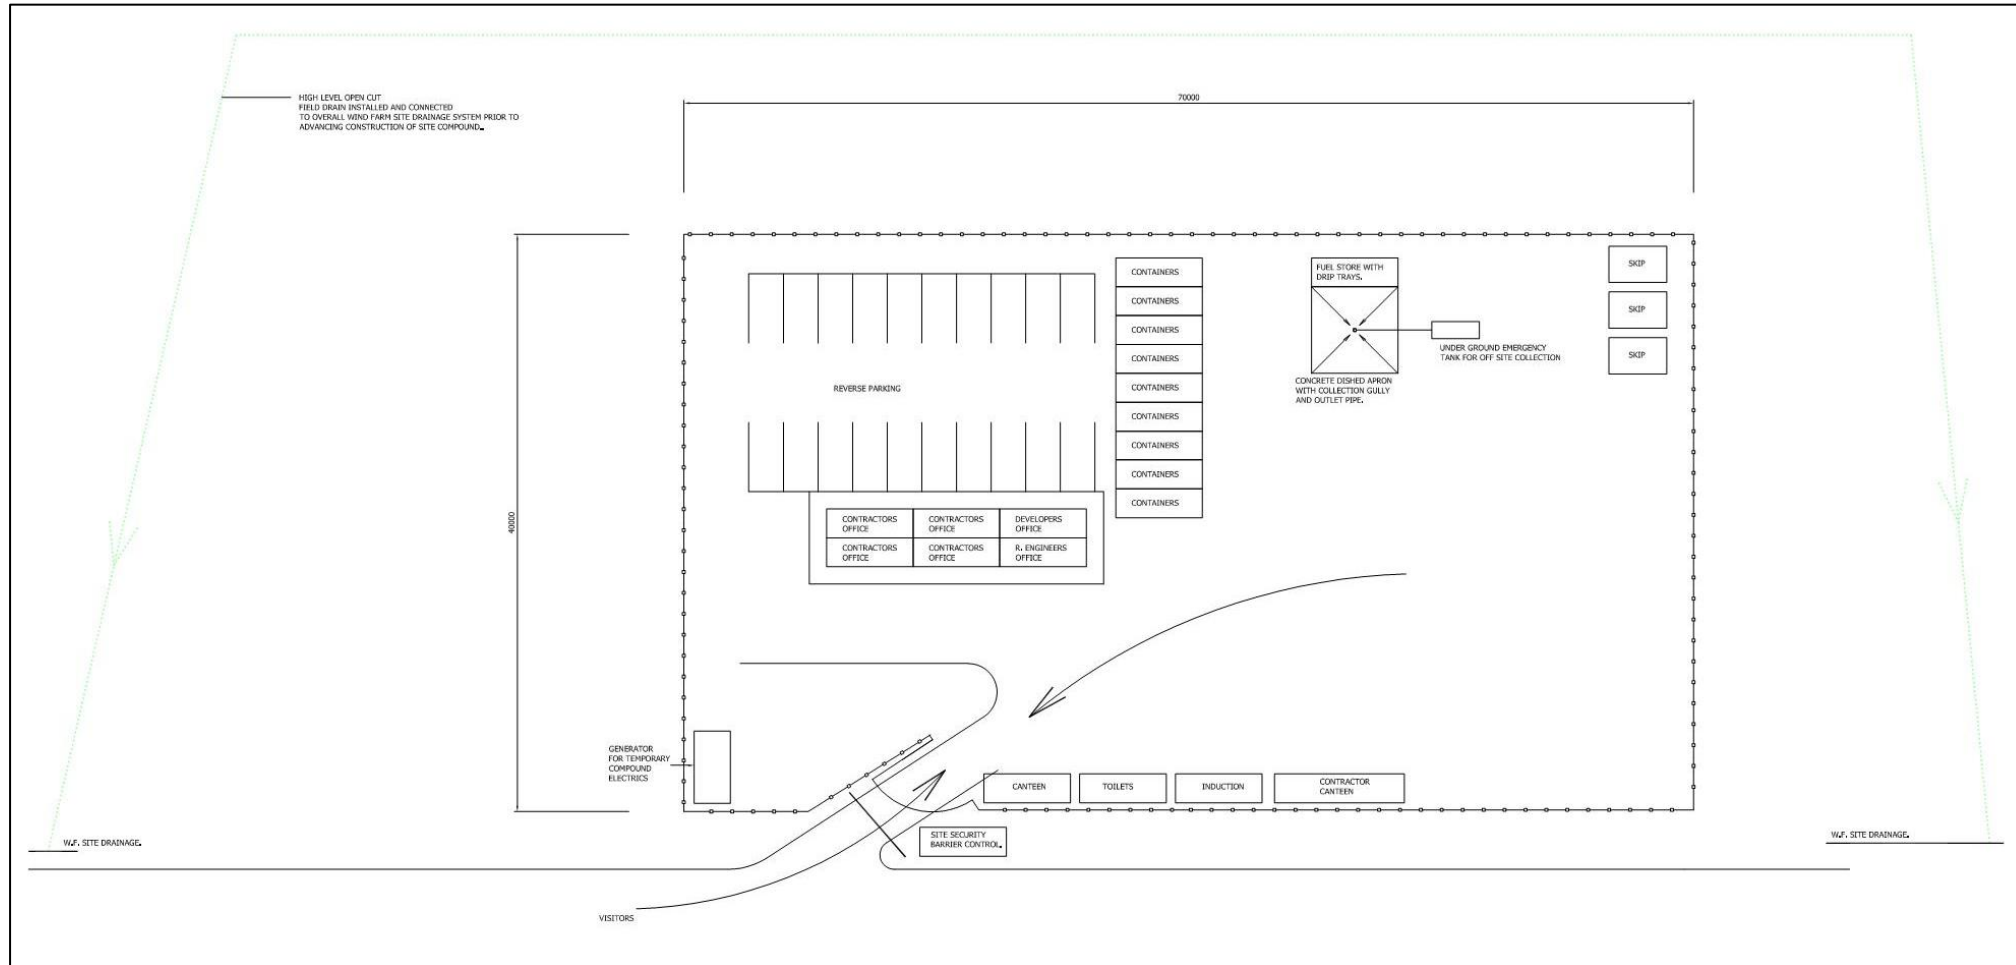 HIGH LEVEL OPEN CUT
FIELD DRAIN INSTALLED AND CONNECTED
TO OVERALL WIND FARM SITE DRAINAGE SYSTEM PRIOR TO
ADVANCING CONSTRUCTION OF SITE COMPOUND.
70000
40000
REVERSE PARKING
CONTAINERS
CONTAINERS
CONTAINERS
CONTAINERS
CONTAINERS
CONTAINERS
CONTAINERS
CONTAINERS
CONTAINERS
FUEL STORE WITH
DRIP TRAYS.
UNDER GROUND EMERGENCY
TANK FOR OFF SITE COLLECTION
CONCRETE DISHED APRON
WITH COLLECTION GULLY
AND OUTLET PIPE.
SKIP
SKIP
SKIP
CONTRACTORS
OFFICE
CONTRACTORS
OFFICE
DEVELOPERS
OFFICE
CONTRACTORS
OFFICE
CONTRACTORS
OFFICE
R. ENGINEERS
OFFICE
GENERATOR
FOR TEMPORARY
COMPOUND
ELECTRICS
CANTEEN
TOILETS
INDUCTION
CONTRACTOR
CANTEEN
SITE SECURITY
BARRIER CONTROL.
W.F. SITE DRAINAGE.
W.F. SITE DRAINAGE.
VISITORS